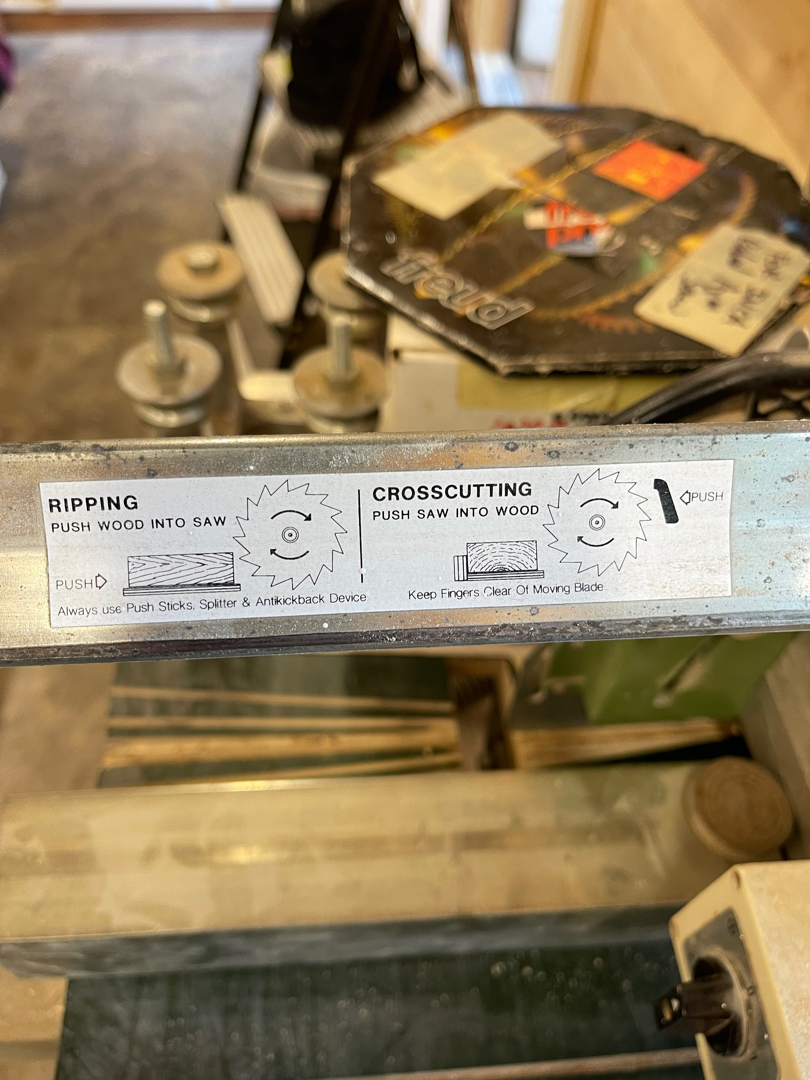 freud
RIPPING
PUSH WOOD INTO SAW
PUSH
Always use Push Sticks, Splitter & Antikickback Device
CROSSCUTTING
PUSH SAW INTO WOOD
PUSH
Keep Fingers Clear Of Moving Blade